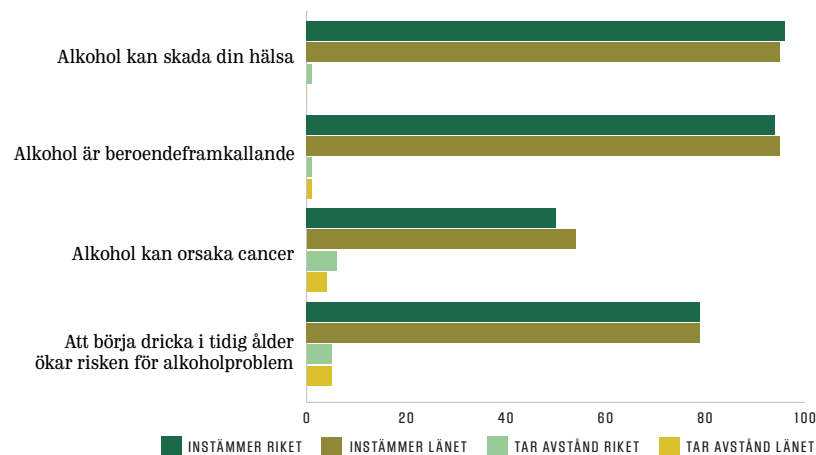 Alkohol kan skada din hälsa
Alkohol är beroendeframkallande
Alkohol kan orsaka cancer
Att börja dricka i tidig ålder
ökar risken för alkoholproblem
0 20 40 60 80 100
INSTÄMMER RIKET INSTÄMMER LÄNET TAR AVSTÅND RIKET TAR AVSTÅND LÄNET